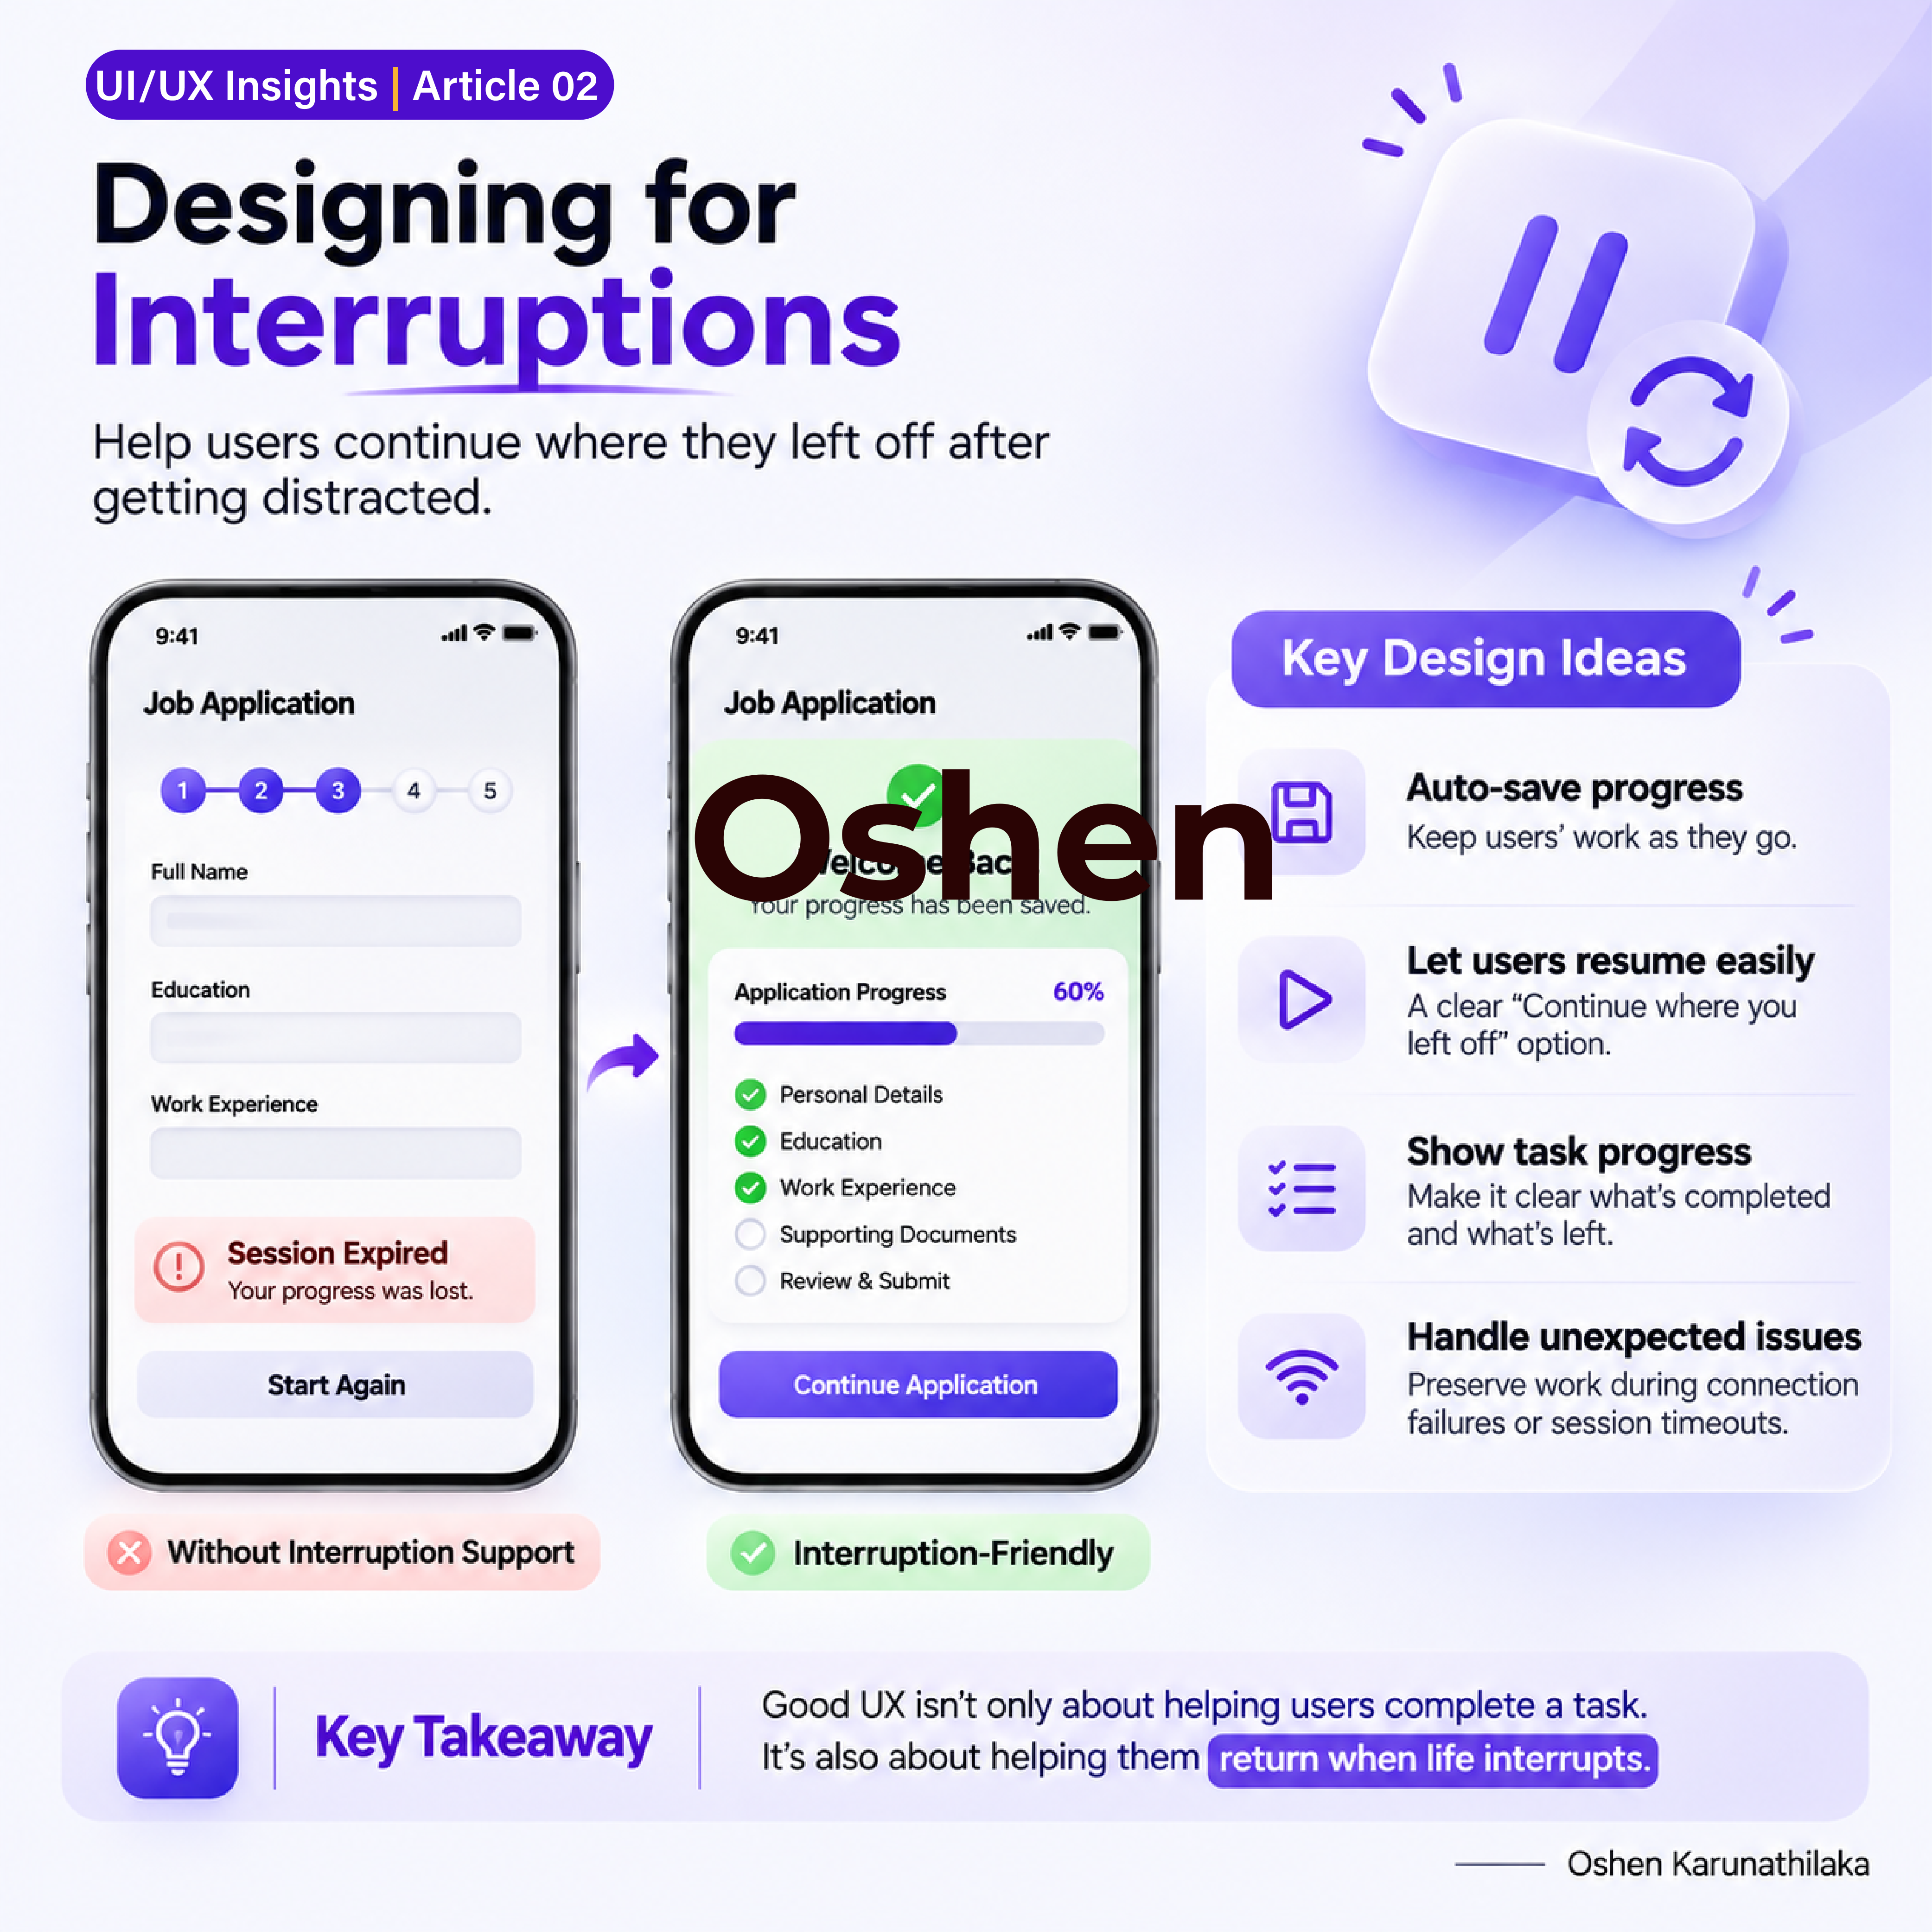 UI/UX Insights | Article 02
Designing for
Interruptions
Help users continue where they left off after
getting distracted.
9:41
Job Application
1 2 3 4 5
Full Name
Education
Work Experience
Session Expired
Your progress was lost.
Start Again
Without Interruption Support
9:41
Job Application
Oshen
Your progress has been saved.
Application Progress 60%
Personal Details
Education
Work Experience
Supporting Documents
Review & Submit
Continue Application
Interruption-Friendly
Key Design Ideas
Auto-save progress
Keep users’ work as they go.
Let users resume easily
A clear “Continue where you
left off” option.
Show task progress
Make it clear what’s completed
and what’s left.
Handle unexpected issues
Preserve work during connection
failures or session timeouts.
Key Takeaway
Good UX isn’t only about helping users complete a task.
It’s also about helping them return when life interrupts.
Oshen Karunathilaka